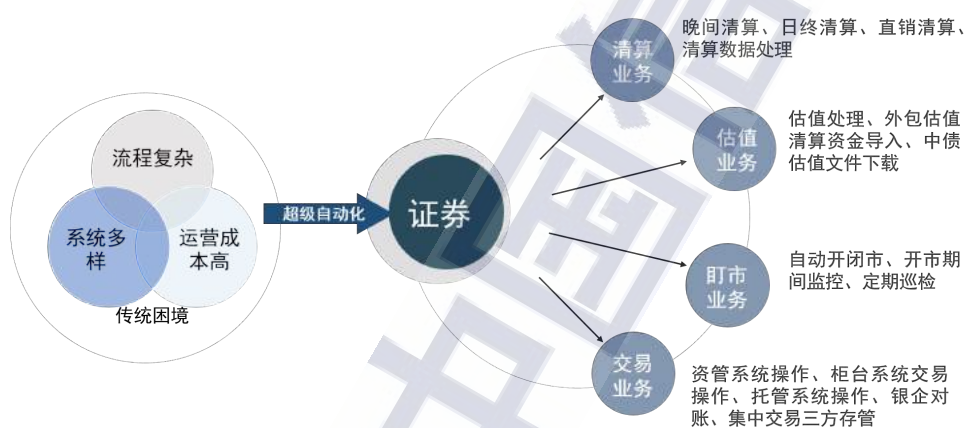 流程复杂
系统多
样
运营成
本高
传统困境
超级自动化
证券
清算
业务
晚间清算、日终清算、直销清算、
清算数据处理
估值
业务
估值处理、外包估值
清算资金导入、中债
估值文件下载
盯市
业务
自动开闭市、开市期
间监控、定期巡检
交易
业务
资管系统操作、柜台系统交易
操作、托管系统操作、银企对
账、集中交易三方存管